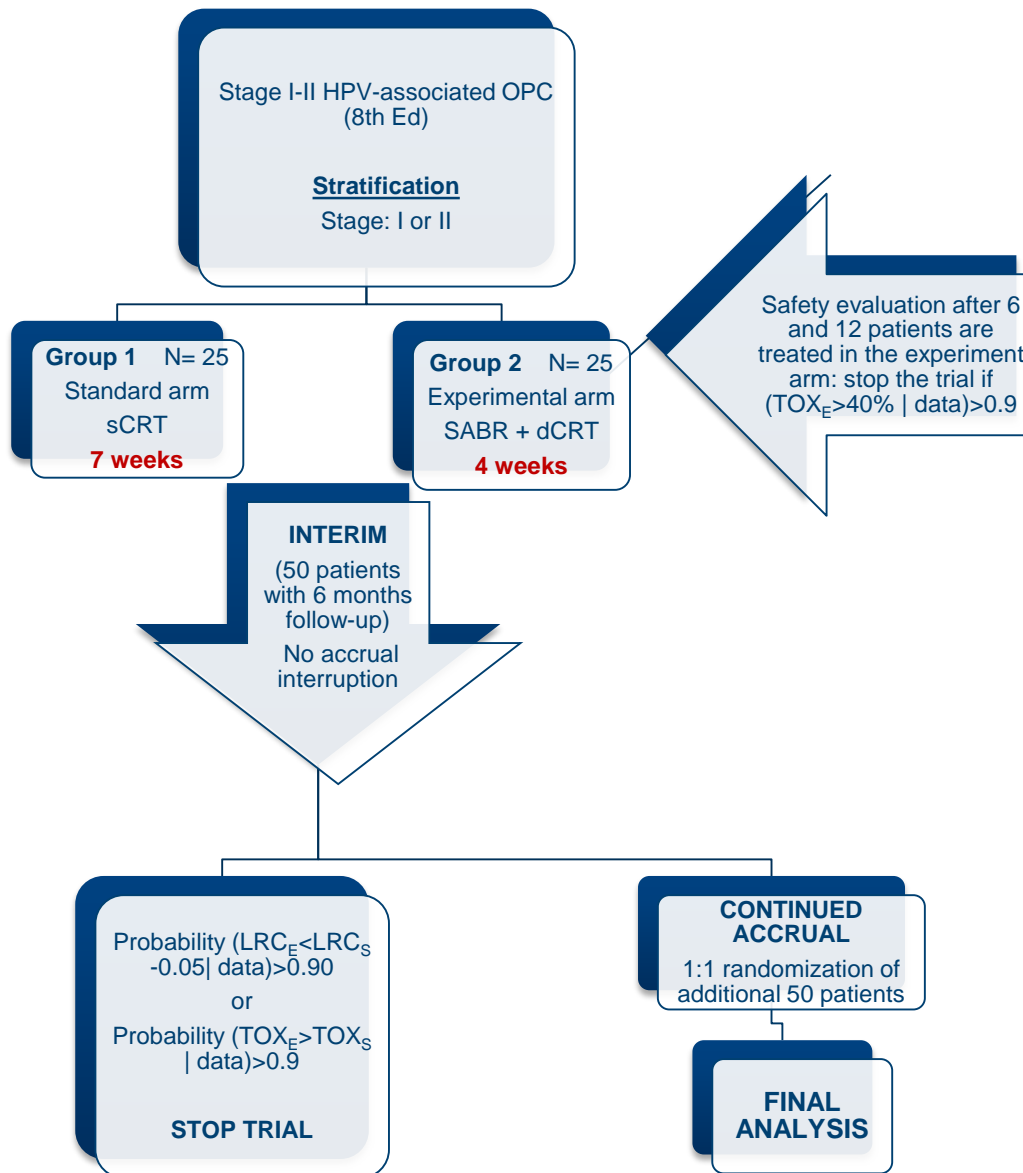 Stage I-II HPV-associated OPC
(8th Ed)
Stratification
Stage: I or II
Group 1 N= 25
Standard arm
sCRT
7 weeks
Group 2 N= 25
Experimental arm
SABR + dCRT
4 weeks
Safety evaluation after 6
and 12 patients are
treated in the experiment
arm: stop the trial if
(TOXE>40% | data)>0.9
INTERIM
(50 patients
with 6 months
follow-up)
No accrual
interruption
Probability (LRCE<LRCS
-0.05| data)>0.90
or
Probability (TOXE>TOXS
| data)>0.9
STOP TRIAL
CONTINUED
ACCRUAL
1:1 randomization of
additional 50 patients
FINAL
ANALYSIS